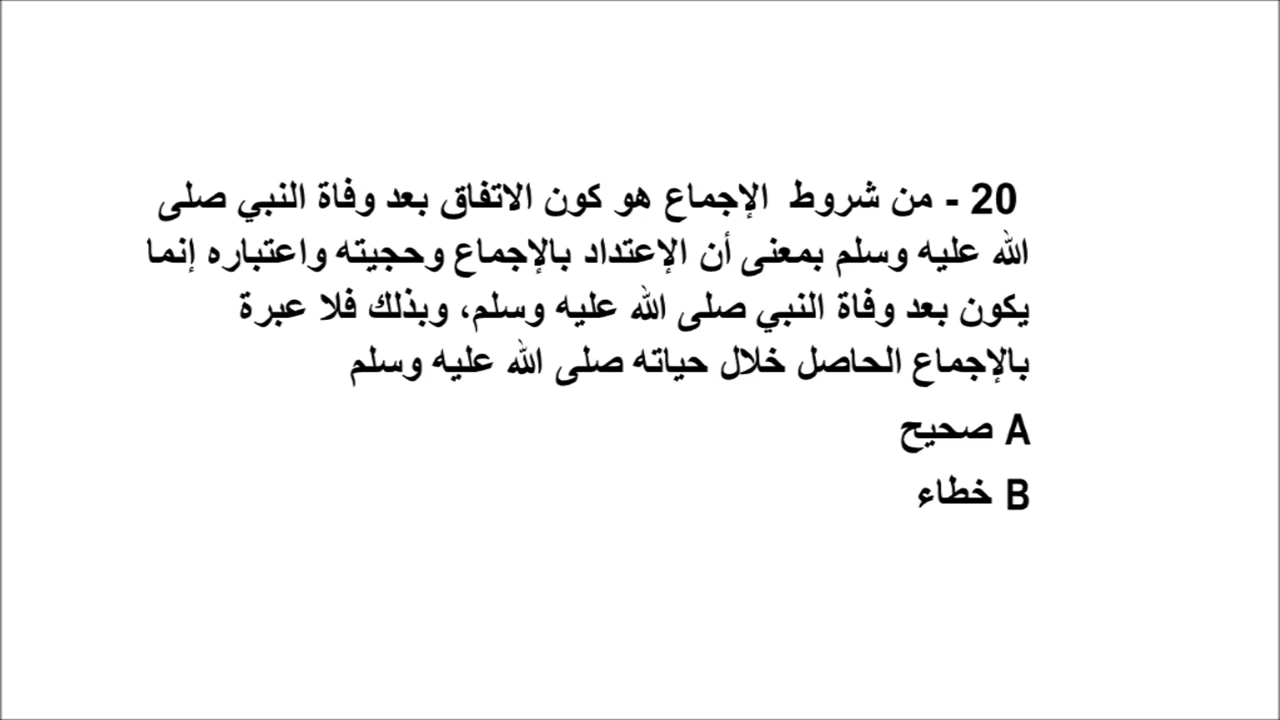 20 - من شروط الإجماع هو كون الاتفاق بعد وفاة النبي صلى
الله عليه وسلم بمعنى أن الإعتداد بالإجماع وحجيته واعتباره إنما
يكون بعد وفاة النبي صلى الله عليه وسلم، وبذلك فلا عبرة
بالإجماع الحاصل خلال حياته صلى الله عليه وسلم
A صحيح
B خطاء